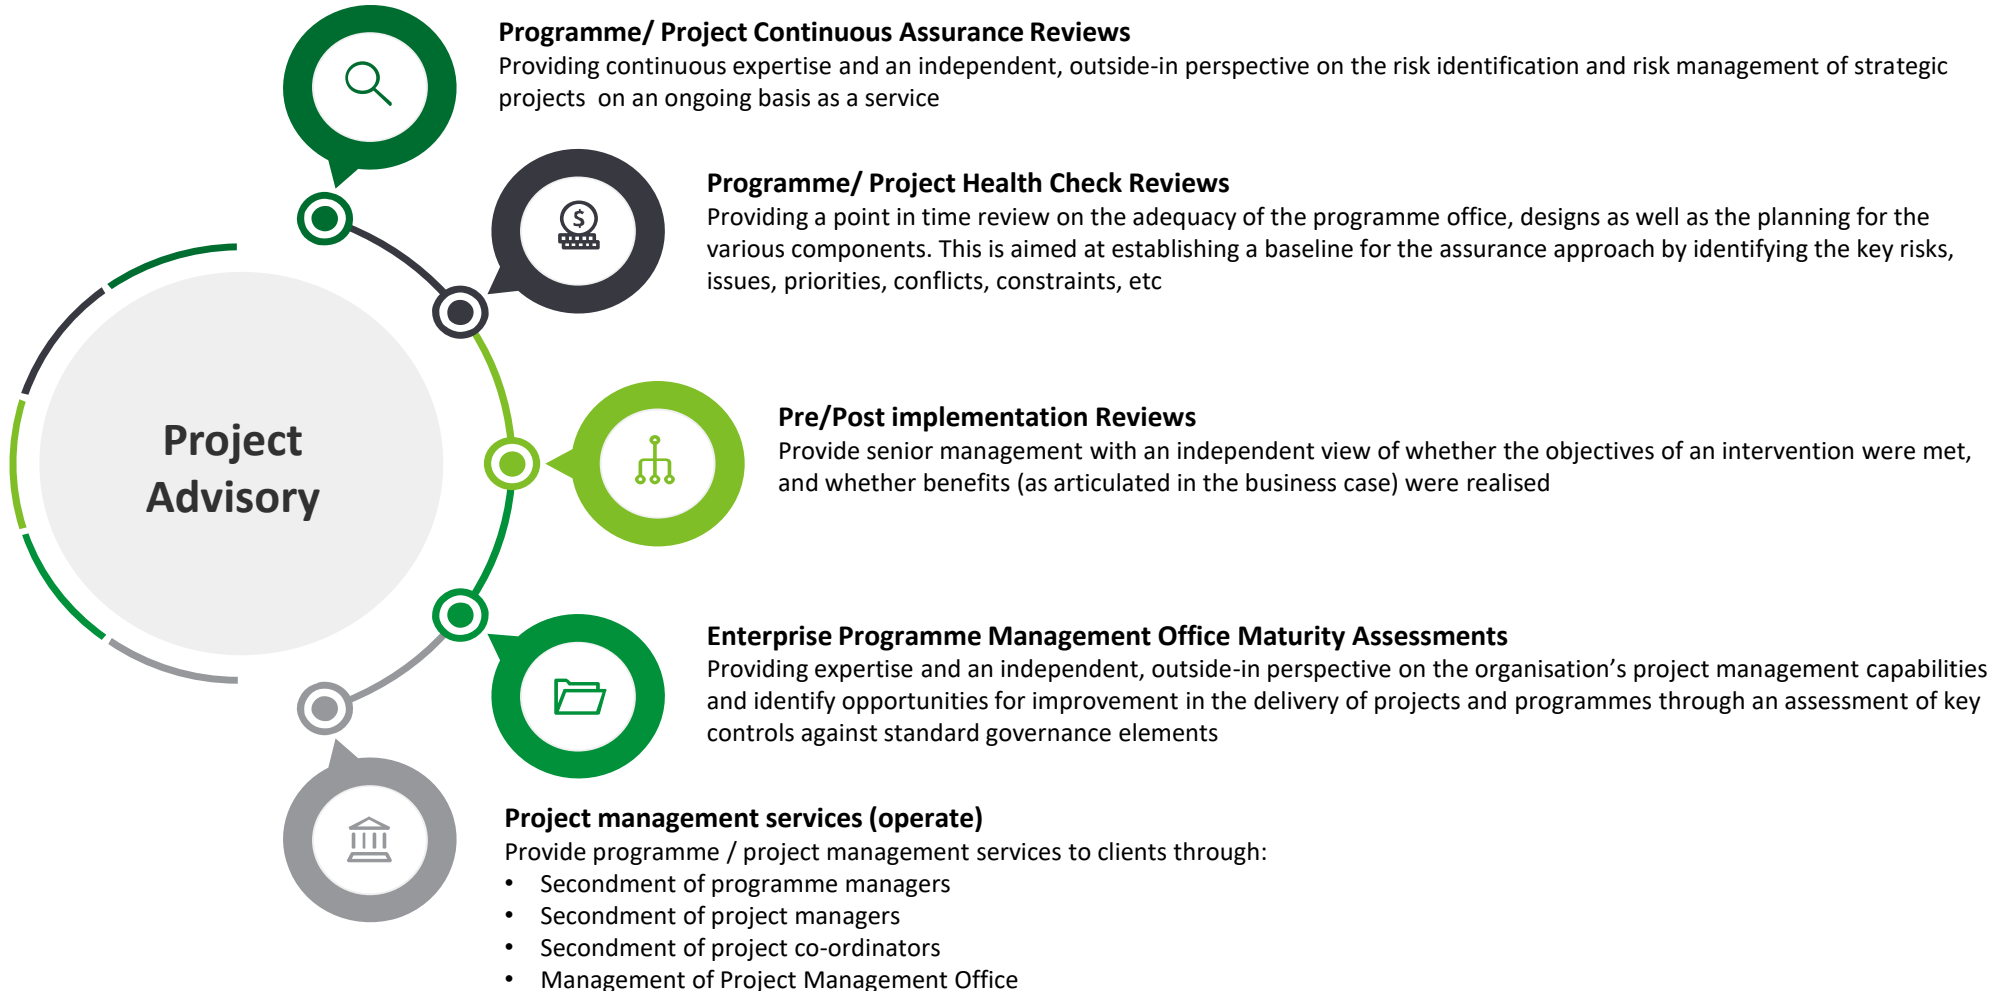 Programme/ Project Continuous Assurance Reviews
Providing continuous expertise and an independent, outside-in perspective on the risk identification and risk management of strategic
projects on an ongoing basis as a service
$
Programme/ Project Health Check Reviews
Providing a point in time review on the adequacy of the programme office, designs as well as the planning for the
various components. This is aimed at establishing a baseline for the assurance approach by identifying the key risks,
issues, priorities, conflicts, constraints, etc
Project
Advisory
Pre/Post implementation Reviews
Provide senior management with an independent view of whether the objectives of an intervention were met,
and whether benefits (as articulated in the business case) were realised
Enterprise Programme Management Office Maturity Assessments
Providing expertise and an independent, outside-in perspective on the organisation’s project management capabilities
and identify opportunities for improvement in the delivery of projects and programmes through an assessment of key
controls against standard governance elements
Project management services (operate)
Provide programme / project management services to clients through:
• Secondment of programme managers
• Secondment of project managers
• Secondment of project co-ordinators
• Management of Project Management Office